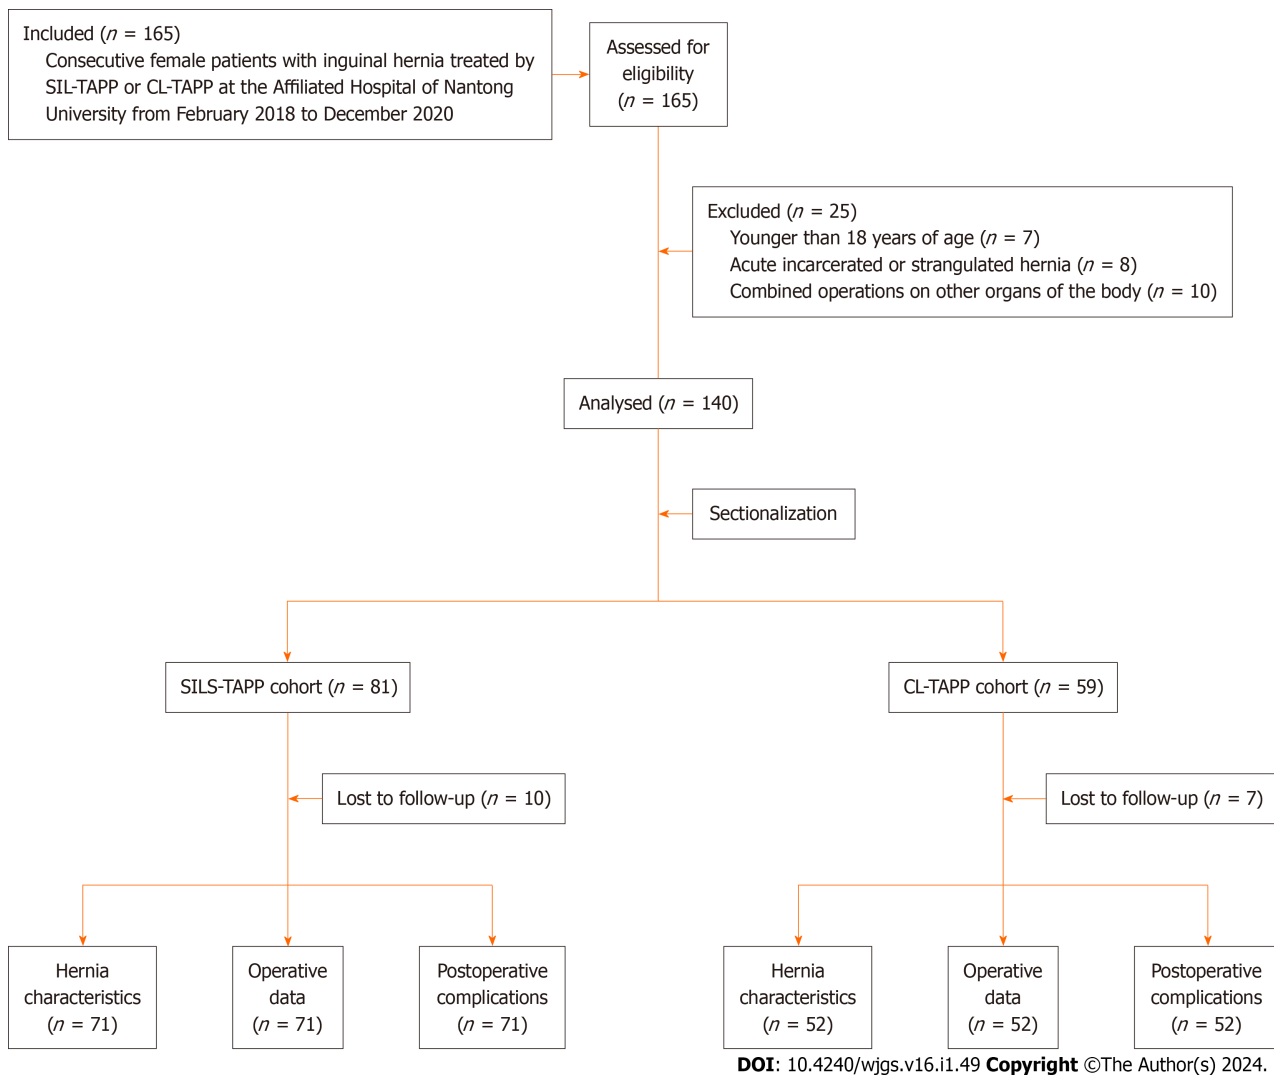 Included (n = 165)
Consecutive female patients with inguinal hernia treated by
SIL-TAPP or CL-TAPP at the Affiliated Hospital of Nantong
University from February 2018 to December 2020
Assessed for
eligibility
(n = 165)
Excluded (n = 25)
Younger than 18 years of age (n = 7)
Acute incarcerated or strangulated hernia (n = 8)
Combined operations on other organs of the body (n = 10)
Analysed (n = 140)
Sectionalization
SILS-TAPP cohort (n = 81)
CL-TAPP cohort (n = 59)
Lost to follow-up (n = 10)
Lost to follow-up (n = 7)
Hernia
characteristics
(n = 71)
Operative
data
(n = 71)
Postoperative
complications
(n = 71)
Hernia
characteristics
(n = 52)
Operative
data
(n = 52)
Postoperative
complications
(n = 52)
DOI: 10.4240/wjgs.v16.i1.49 Copyright ©The Author(s) 2024.